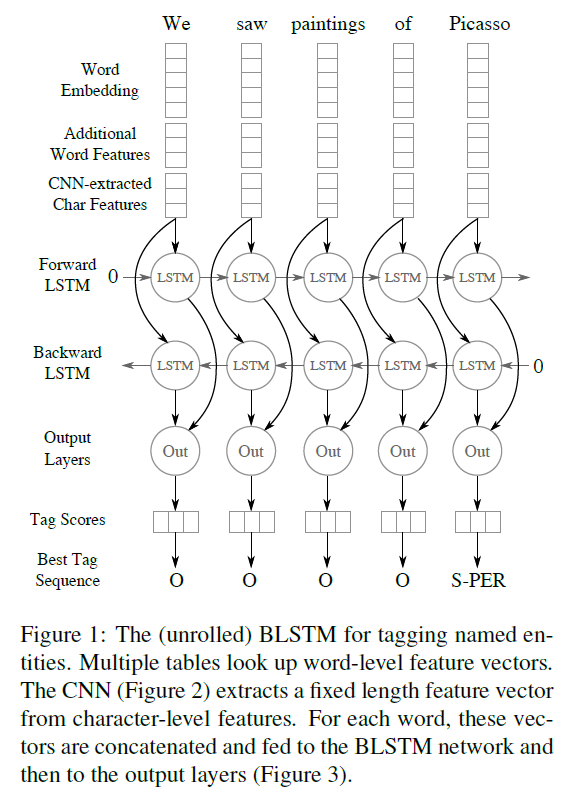 We saw paintings of Picasso
Word
Embedding
Additional
Word Features
CNN-extracted
Char Features
Forward
LSTM
0 LSTM LSTM LSTM LSTM LSTM
Backward
LSTM
LSTM LSTM LSTM LSTM LSTM 0
Output
Layers
Out Out Out Out Out
Tag Scores
Best Tag
Sequence
O O O O S-PER
Figure 1: The (unrolled) BLSTM for tagging named en-
tities. Multiple tables look up word-level feature vectors.
The CNN (Figure 2) extracts a fixed length feature vector
from character-level features. For each word, these vec-
tors are concatenated and fed to the BLSTM network and
then to the output layers (Figure 3).